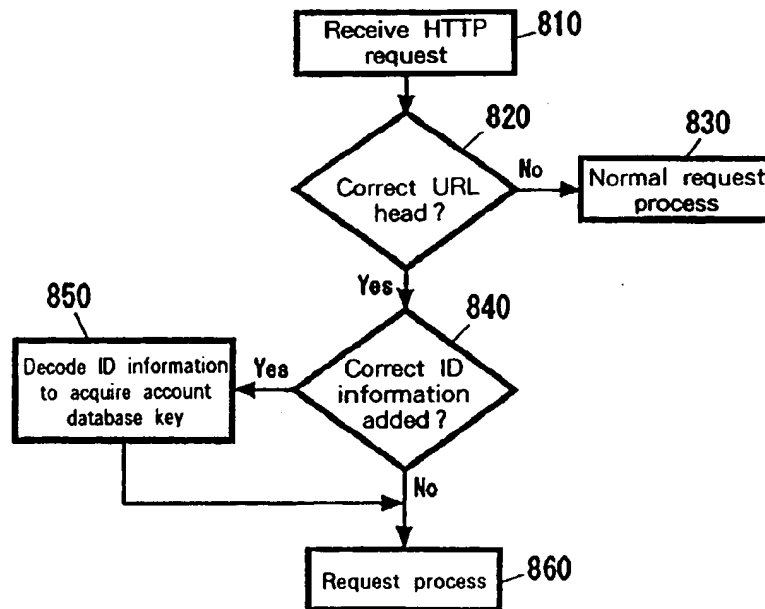 Receive HTTP
request
810
820
Correct URL
head ?
No
830
Normal request
process
Yes
840
Correct ID
information
added ?
Yes
850
Decode ID information
to acquire account
database key
No
Request process
860